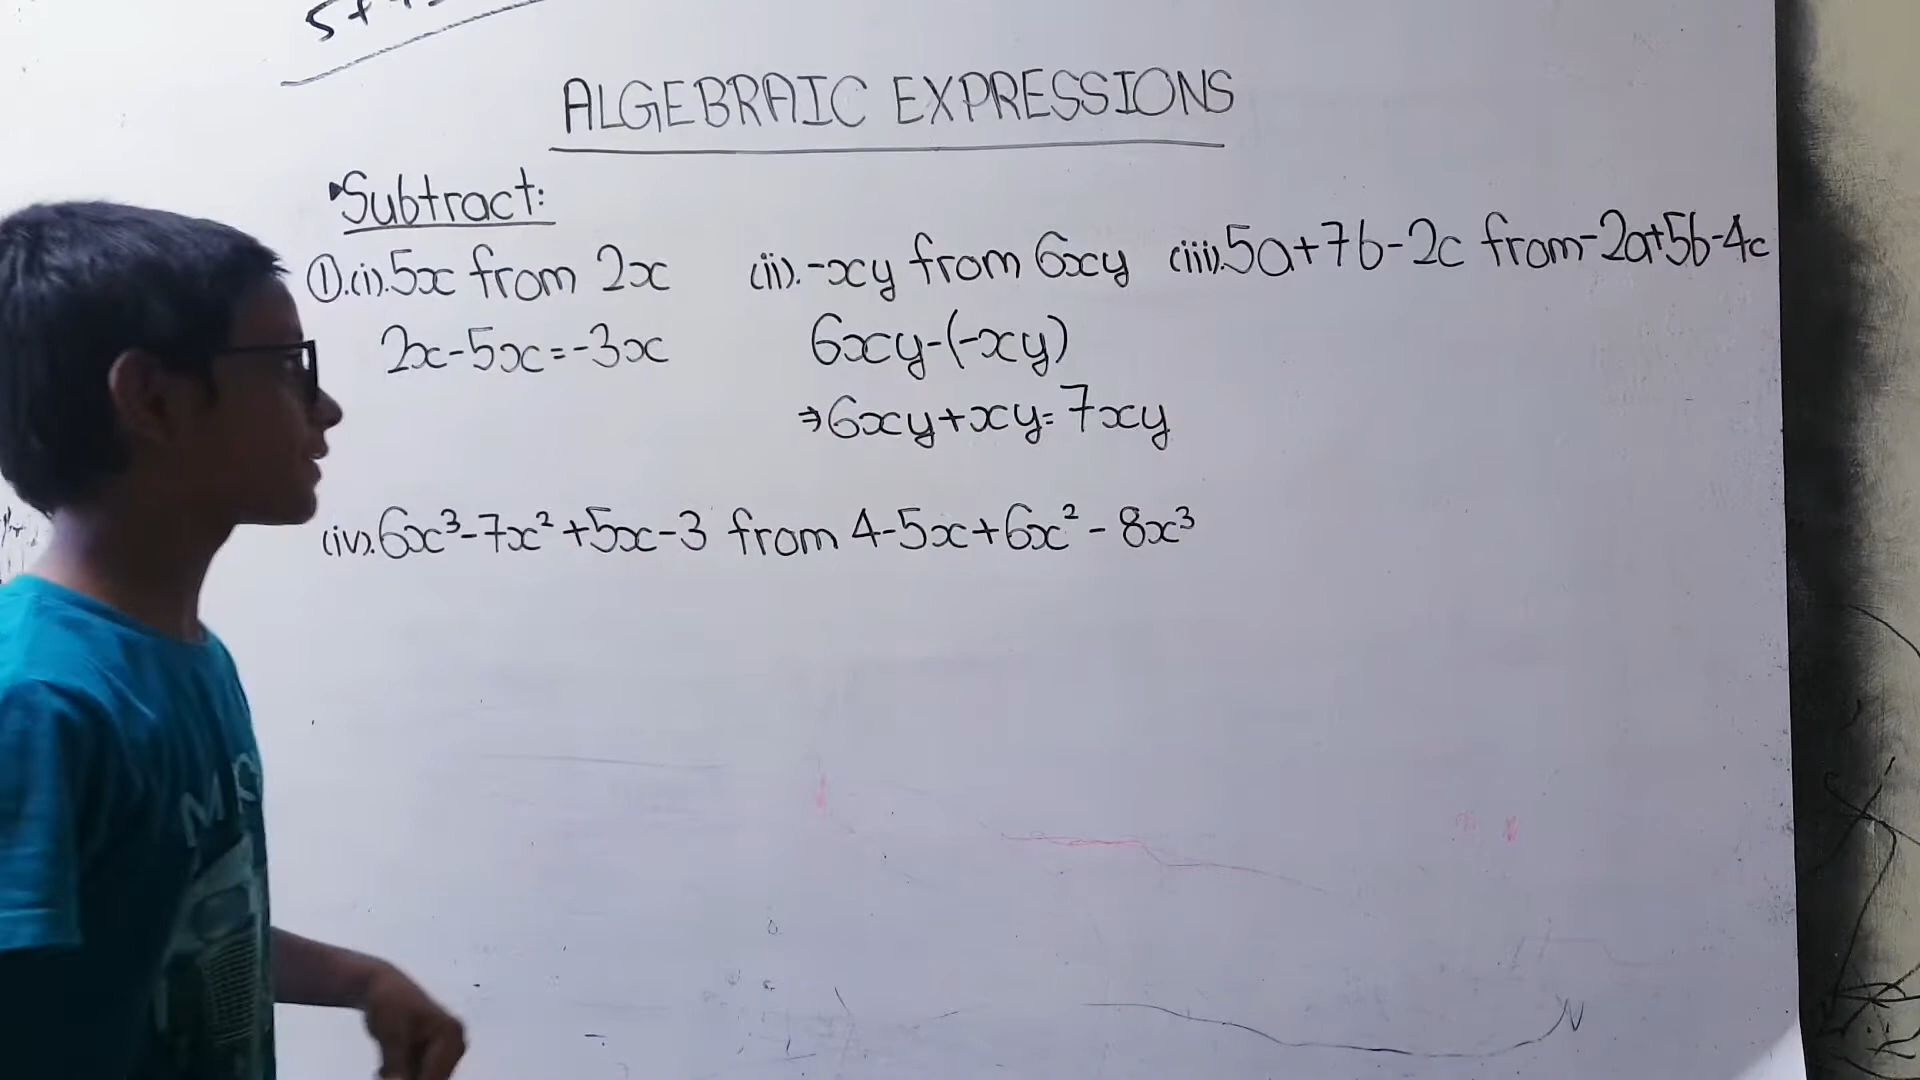 5+
ALGEBRAIC EXPRESSIONS
Subtract:
①.(i).5x from 2x (ii).-xy from 6xy (iii).5a+7b-2c from-2a+5b-4c
2x-5x=-3x 6xy-(-xy)
⇒6xy+xy=7xy
(iv).6x³-7x²+5x-3 from 4-5x+6x²-8x³